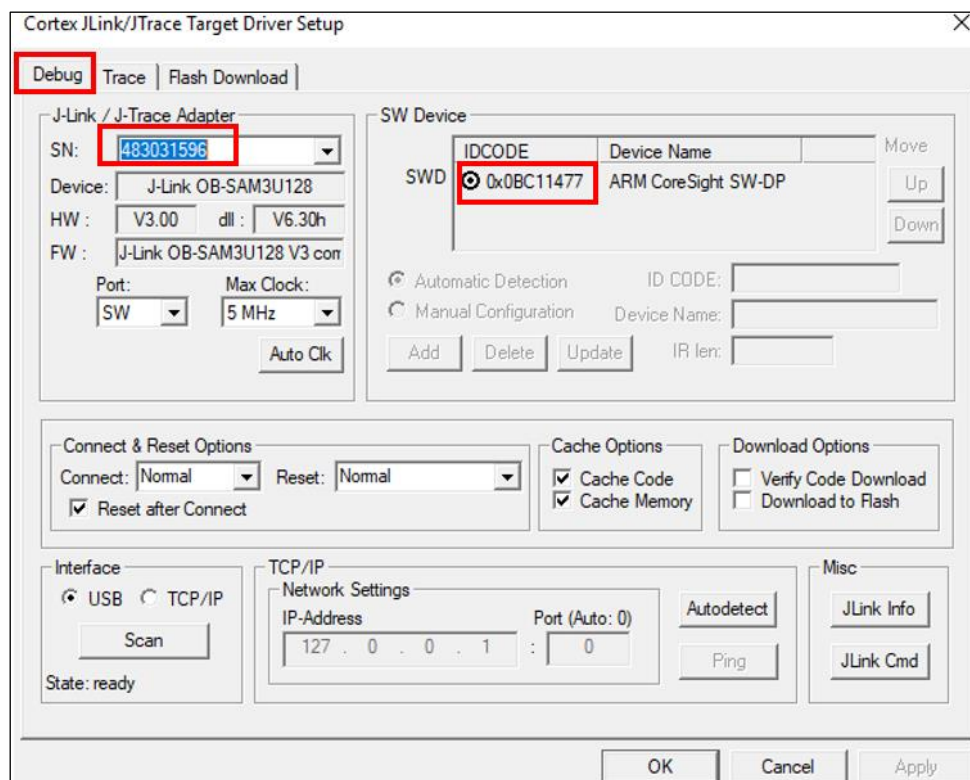 Cortex JLink/JTrace Target Driver Setup
Debug Trace Flash Download
J-Link / J-Trace Adapter
SN: 483031596
Device: J-Link OB-SAM3U128
HW : V3.00 dll : V6.30h
FW : J-Link OB-SAM3U128 V3 com
Port: Max Clock:
SW 5 MHz
Auto Clk
SW Device
IDCODE Device Name Move
SWD 0x0BC11477 ARM CoreSight SW-DP Up
Down
Automatic Detection ID CODE:
Manual Configuration Device Name:
Add Delete Update IR len:
Connect & Reset Options
Connect: Normal Reset: Normal
Reset after Connect
Cache Options
Cache Code
Cache Memory
Download Options
Verify Code Download
Download to Flash
Interface
USB TCP/IP
Scan
State: ready
TCP/IP
Network Settings
IP-Address Port (Auto: 0)
127 . 0 . 0 . 1 : 0
Autodetect
Ping
Misc
JLink Info
JLink Cmd
OK Cancel Apply